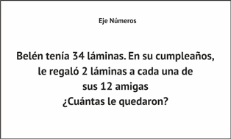 Eje Números
Belén tenía 34 láminas. En su cumpleaños,
le regaló 2 láminas a cada una de
sus 12 amigas
¿Cuántas le quedaron?